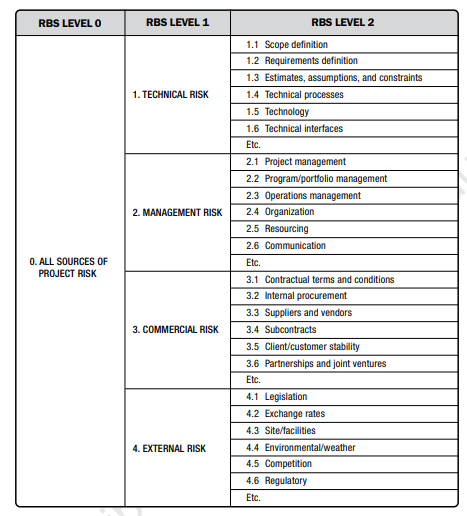 RBS LEVEL 0
RBS LEVEL 1
RBS LEVEL 2
0. ALL SOURCES OF
PROJECT RISK
1. TECHNICAL RISK
1.1 Scope definition
1.2 Requirements definition
1.3 Estimates, assumptions, and constraints
1.4 Technical processes
1.5 Technology
1.6 Technical interfaces
Etc.
2. MANAGEMENT RISK
2.1 Project management
2.2 Program/portfolio management
2.3 Operations management
2.4 Organization
2.5 Resourcing
2.6 Communication
Etc.
3. COMMERCIAL RISK
3.1 Contractual terms and conditions
3.2 Internal procurement
3.3 Suppliers and vendors
3.4 Subcontracts
3.5 Client/customer stability
3.6 Partnerships and joint ventures
Etc.
4. EXTERNAL RISK
4.1 Legislation
4.2 Exchange rates
4.3 Site/facilities
4.4 Environmental/weather
4.5 Competition
4.6 Regulatory
Etc.